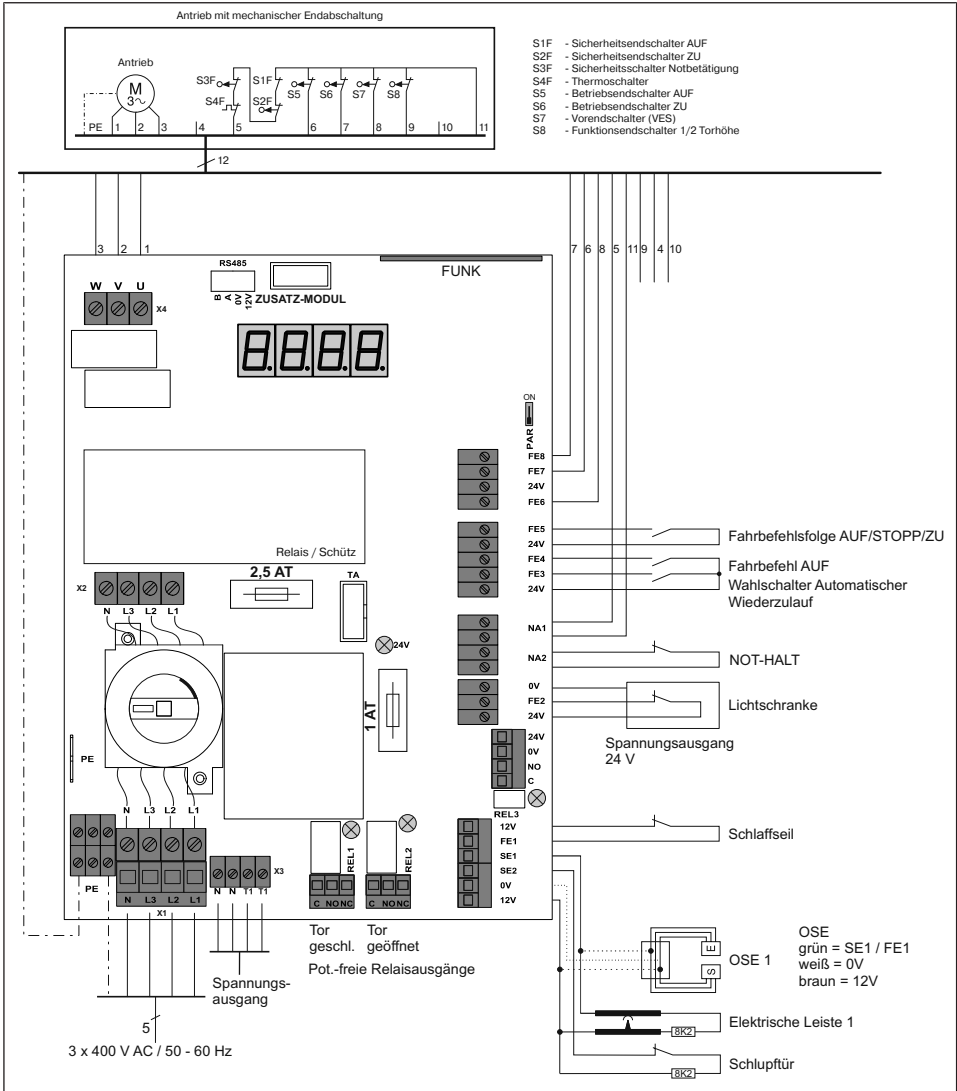 Antrieb mit mechanischer Endabschaltung
Antrieb
M
3~
S3F
S1F
S4F
S2F
S5
S6
S7
S8
PE 1 2 3 4 5 6 7 8 9 10 11
S1F - Sicherheitsendschalter AUF
S2F - Sicherheitsendschalter ZU
S3F - Sicherheitsschalter Notbetätigung
S4F - Thermoschalter
S5 - Betriebsendschalter AUF
S6 - Betriebsendschalter ZU
S7 - Vorendschalter (VES)
S8 - Funktionsendschalter 1/2 Torhöhe
12
3 2 1
7 6 8 5 11 9 4 10
RS485
B A 0V 12V
ZUSATZ-MODUL
FUNK
W V U
X4
8.8.8.8.
ON
PAR
FE8
FE7
24V
FE6
FE5
24V
FE4
FE3
24V
Fahrbefehlsfolge AUF/STOPP/ZU
Fahrbefehl AUF
Wahlschalter Automatischer
Wiederzulauf
Relais / Schütz
X2
N L3 L2 L1
2,5 AT
TA
24V
1 AT
NA1
NA2
NOT-HALT
0V
FE2
24V
Lichtschranke
Spannungsausgang
24 V
24V
0V
NO
C
REL3
PE
N L3 L2 L1
12V
FE1
SE1
SE2
0V
12V
Schlaffseil
REL1
REL2
PE
N L3 L2 L1
X1
N N T1 T1
X3
C NO NC
C NO NC
Tor
geschl.
Tor
geöffnet
Pot.-freie Relaisausgänge
Spannungs-
ausgang
5
3 x 400 V AC / 50 - 60 Hz
E
S
OSE 1
OSE
grün = SE1 / FE1
weiß = 0V
braun = 12V
Elektrische Leiste 1
8K2
Schlupftür
8K2